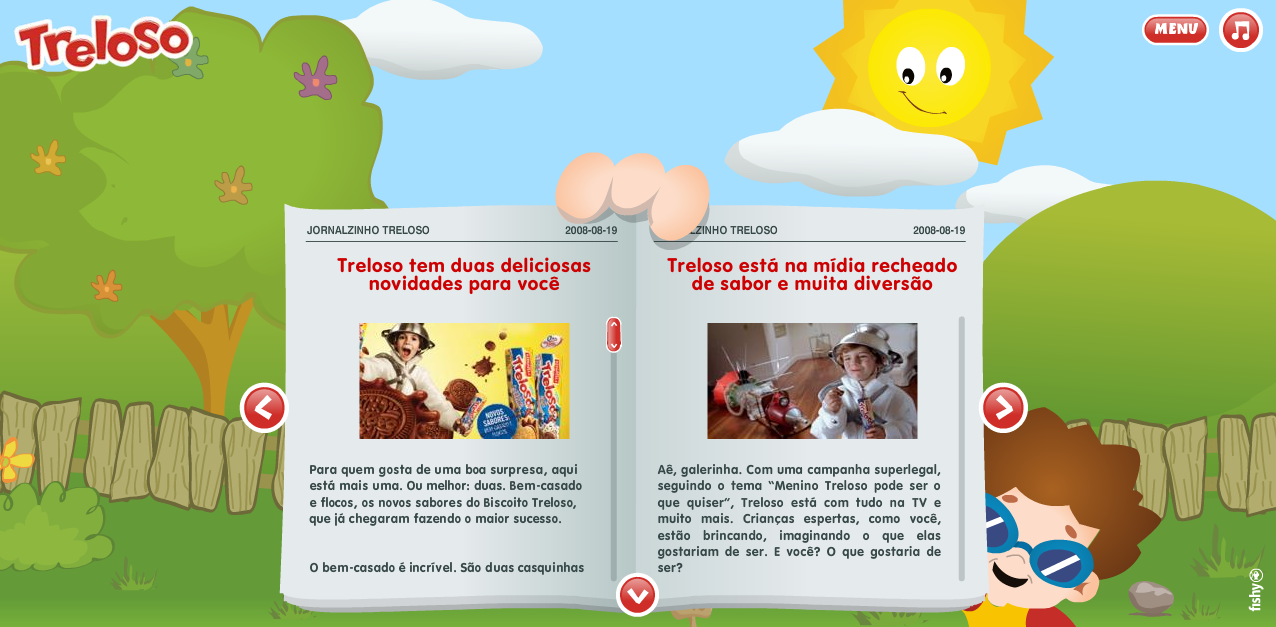 Treloso
MENU
JORNALZINHO TRELOSO 2008-08-19
Treloso tem duas deliciosas
novidades para você
Treloso
Treloso
NOVOS
SABORES:
Para quem gosta de uma boa surpresa, aqui
está mais uma. Ou melhor: duas. Bem-casado
e flocos, os novos sabores do Biscoito Treloso,
que já chegaram fazendo o maior sucesso.
O bem-casado é incrível. São duas casquinhas
ZINHO TRELOSO 2008-08-19
Treloso está na mídia recheado
de sabor e muita diversão
Aê, galerinha. Com uma campanha superlegal,
seguindo o tema “Menino Treloso pode ser o
que quiser”, Treloso está com tudo na TV e
muito mais. Crianças espertas, como você,
estão brincando, imaginando o que elas
gostariam de ser. E você? O que gostaria de
ser?
fishy